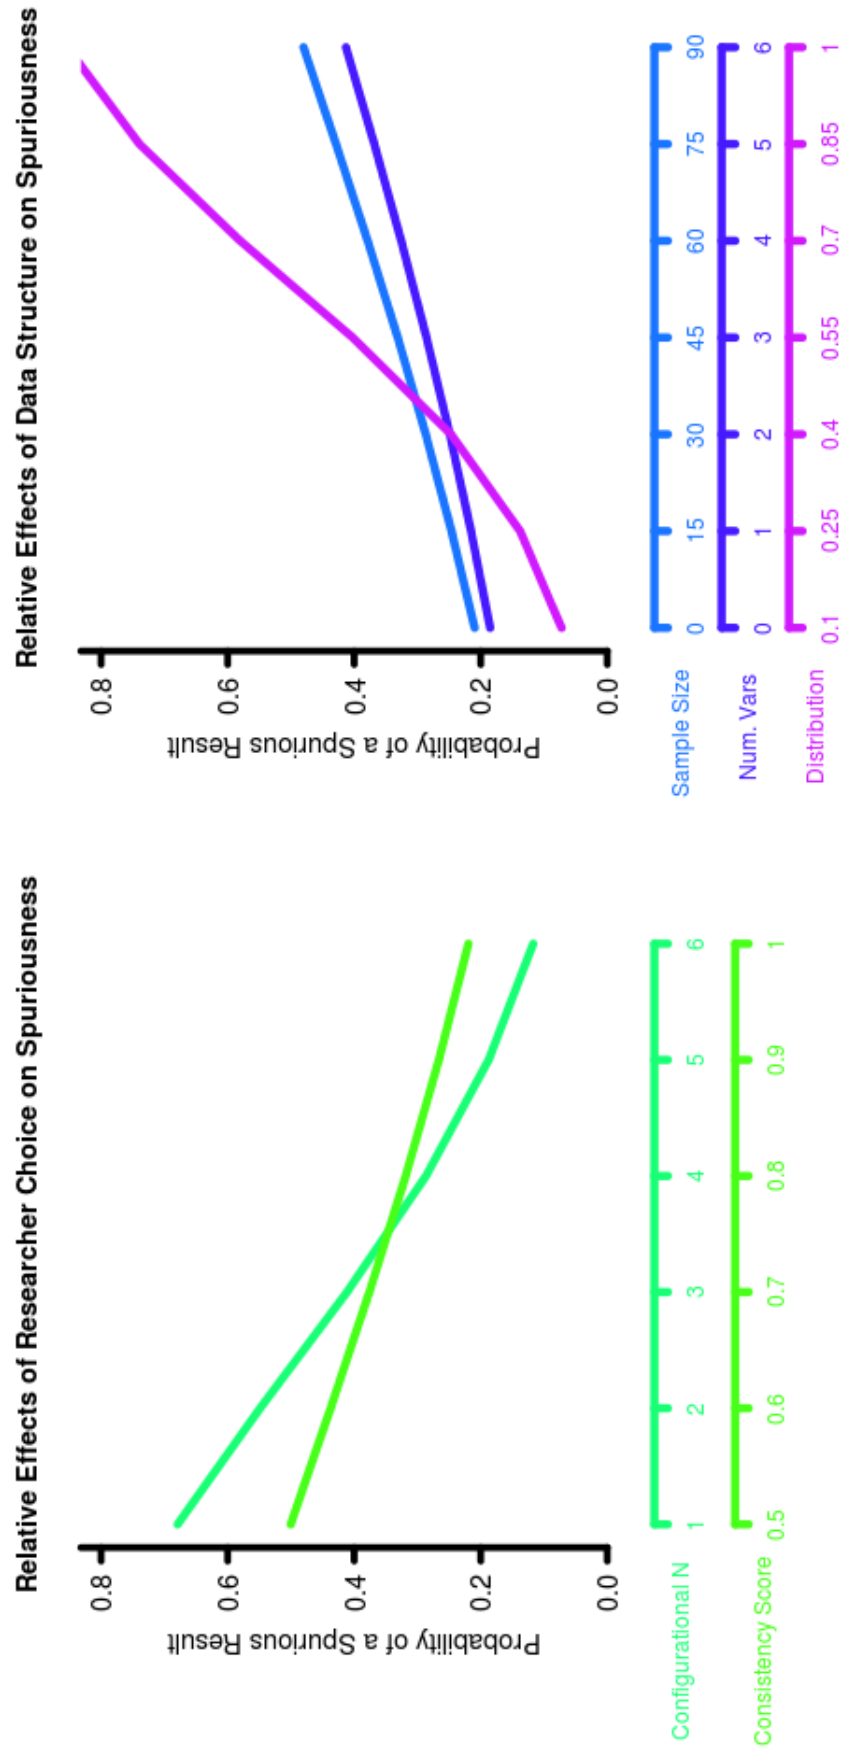 Relative Effects of Researcher Choice on Spuriousness
Probability of a Spurious Result
0.8
0.6
0.4
0.2
0.0
Configurational N
1 2 3 4 5 6
Consistency Score
0.5 0.6 0.7 0.8 0.9 1
Relative Effects of Data Structure on Spuriousness
Probability of a Spurious Result
0.8
0.6
0.4
0.2
0.0
Sample Size
0 15 30 45 60 75 90
Num. Vars
0 1 2 3 4 5 6
Distribution
0.1 0.25 0.4 0.55 0.7 0.85 1